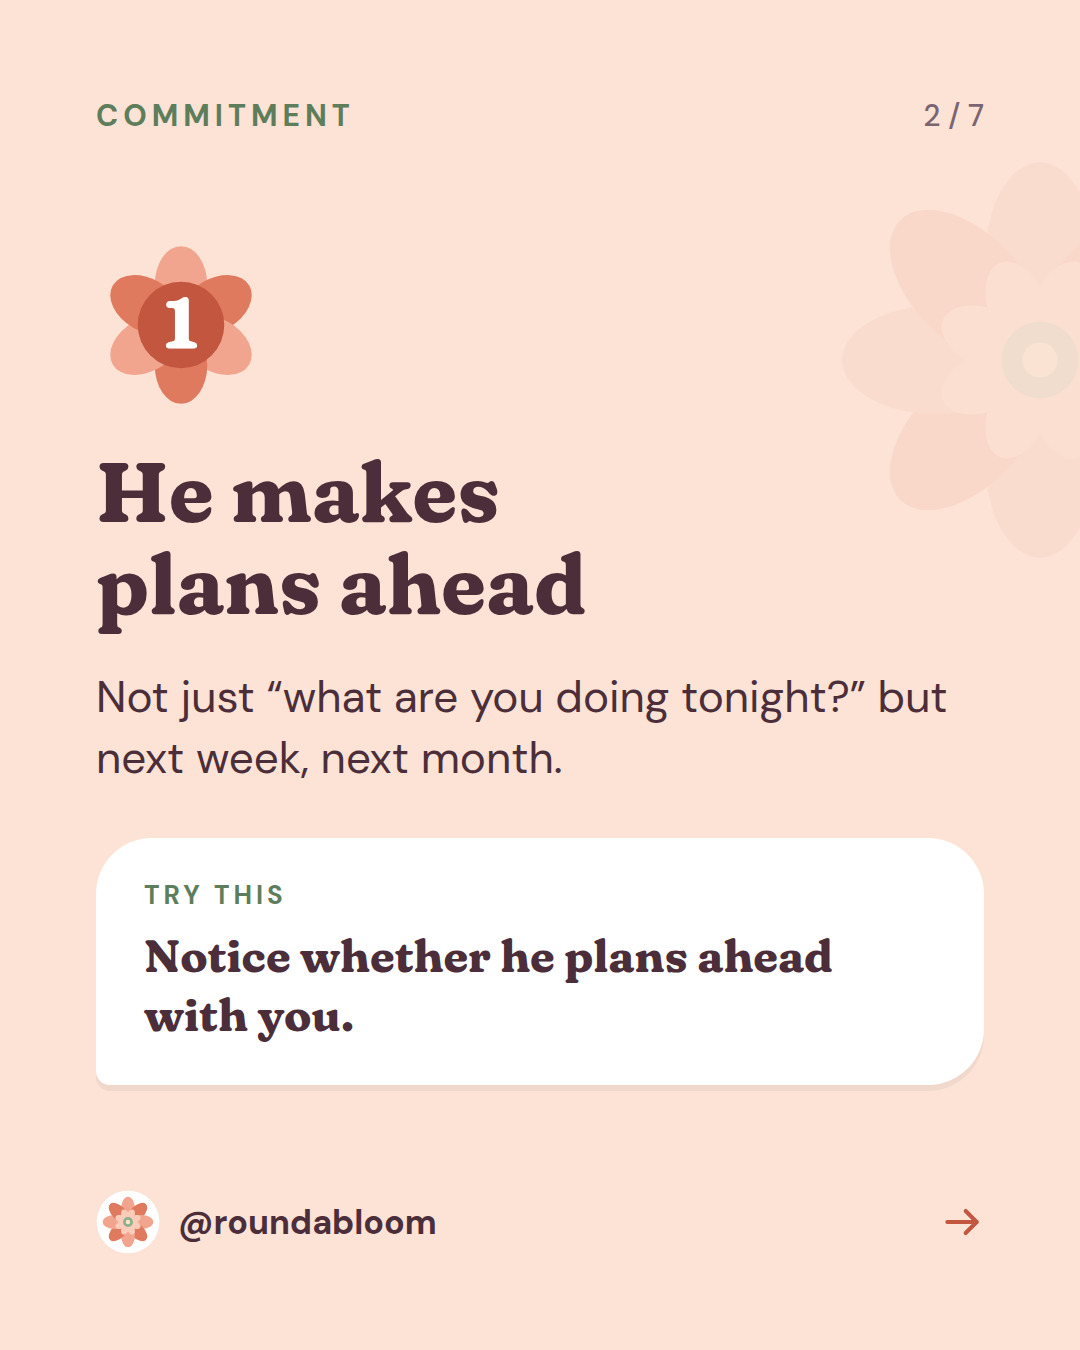 COMMITMENT
2 / 7
1
He makes
plans ahead
Not just “what are you doing tonight?” but
next week, next month.
TRY THIS
Notice whether he plans ahead
with you.
@roundabloom